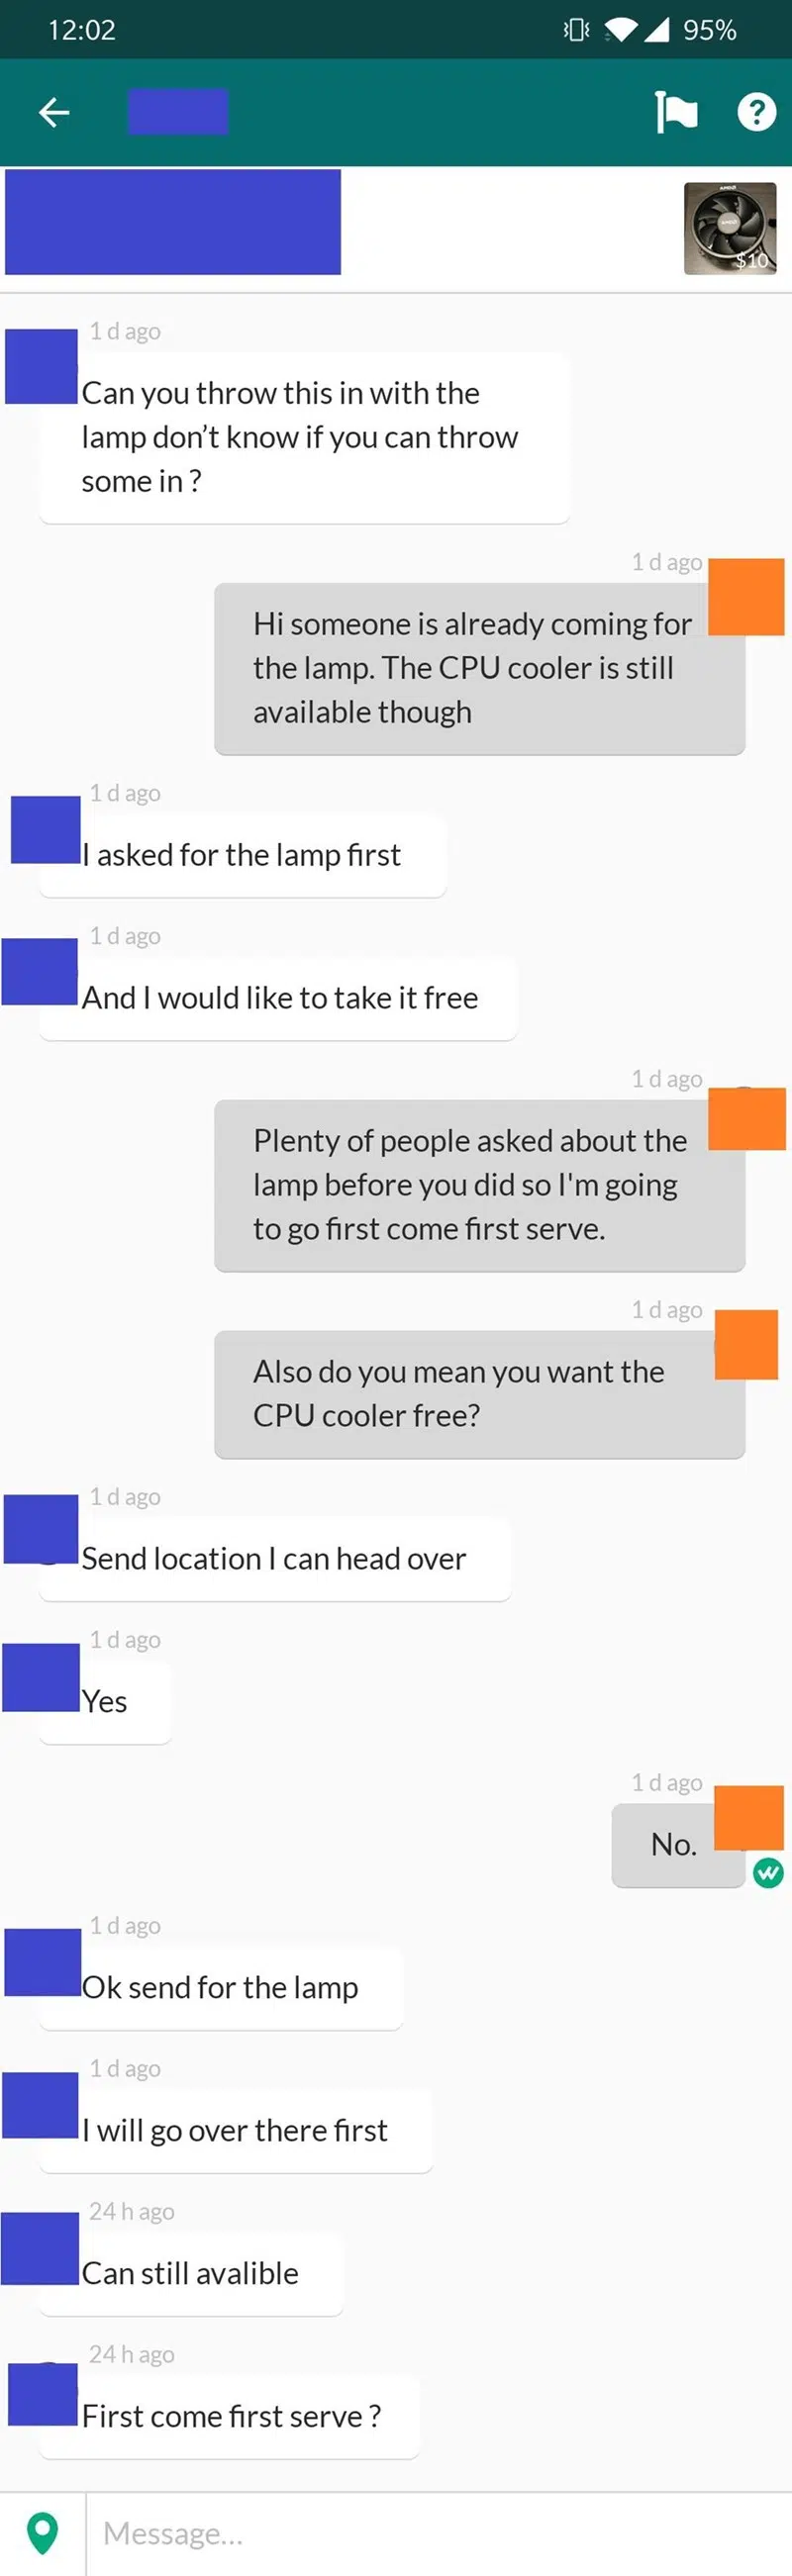 12:02
95%
$10
1 d ago
Can you throw this in with the
lamp don’t know if you can throw
some in ?
1 d ago
Hi someone is already coming for
the lamp. The CPU cooler is still
available though
1 d ago
I asked for the lamp first
1 d ago
And I would like to take it free
1 d ago
Plenty of people asked about the
lamp before you did so I'm going
to go first come first serve.
1 d ago
Also do you mean you want the
CPU cooler free?
1 d ago
Send location I can head over
1 d ago
Yes
1 d ago
No.
1 d ago
Ok send for the lamp
1 d ago
I will go over there first
24 h ago
Can still avalible
24 h ago
First come first serve ?
Message...